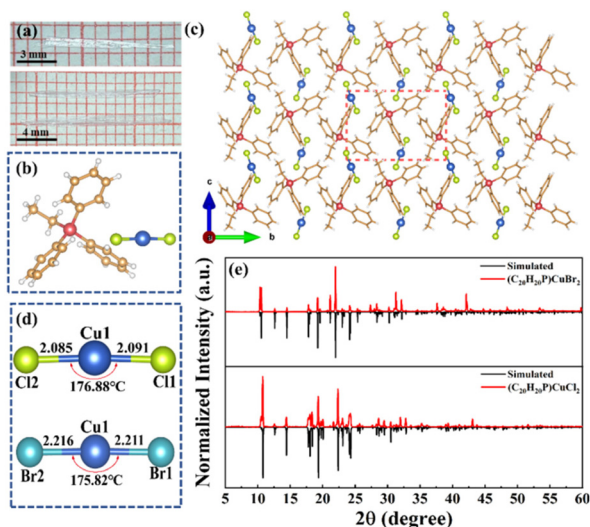 (a)
3 mm
4 mm
(b)
(c)
c
b
(d)
Cu1
2.085
2.091
Cl2
Cl1
176.88°C
Cu1
2.216
2.211
Br2
Br1
175.82°C
(e)
Normalized Intensity (a.u.)
Simulated
(C₂₀H₂₀P)CuBr₂
Simulated
(C₂₀H₂₀P)CuCl₂
5 10 15 20 25 30 35 40 45 50 55 60
2θ (degree)